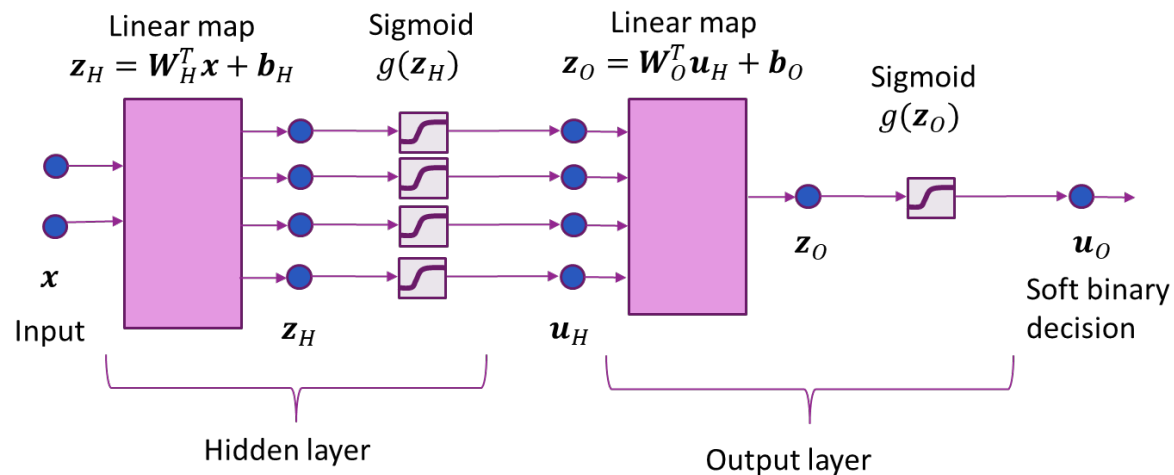 Linear map
𝒛_H = 𝑾_H^T 𝒙 + 𝒃_H
Sigmoid
g(𝒛_H)
Linear map
𝒛_O = 𝑾_O^T 𝒖_H + 𝒃_O
Sigmoid
g(𝒛_O)
𝒙
Input
𝒛_H
𝒖_H
𝒛_O
𝒖_O
Soft binary
decision
Hidden layer
Output layer